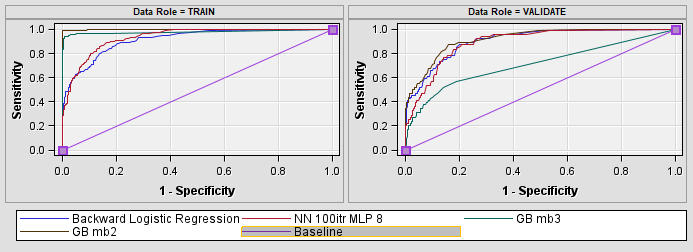 Data Role = TRAIN
Data Role = VALIDATE
Sensitivity
1.0
0.8
0.6
0.4
0.2
0.0
0.0 0.2 0.4 0.6 0.8 1.0
1 - Specificity
Sensitivity
1.0
0.8
0.6
0.4
0.2
0.0
0.0 0.2 0.4 0.6 0.8 1.0
1 - Specificity
Backward Logistic Regression NN 100itr MLP 8 GB mb3
GB mb2 Baseline